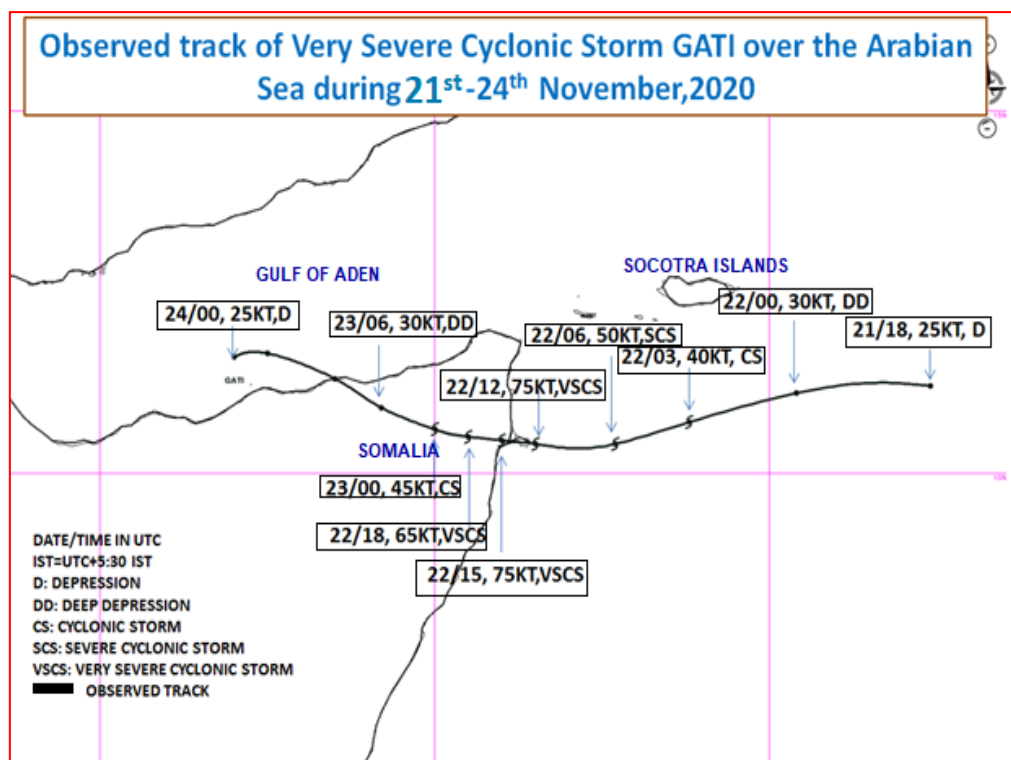 Observed track of Very Severe Cyclonic Storm GATI over the Arabian
Sea during 21st-24th November,2020
SOCOTRA ISLANDS
GULF OF ADEN
22/00, 30KT, DD
24/00, 25KT,D
23/06, 30KT,DD
22/06, 50KT,SCS
21/18, 25KT, D
22/03, 40KT, CS
GATI
22/12, 75KT,VSCS
SOMALIA
23/00, 45KT,CS
22/18, 65KT,VSCS
22/15, 75KT,VSCS
DATE/TIME IN UTC
IST=UTC+5:30 IST
D: DEPRESSION
DD: DEEP DEPRESSION
CS: CYCLONIC STORM
SCS: SEVERE CYCLONIC STORM
VSCS: VERY SEVERE CYCLONIC STORM
OBSERVED TRACK